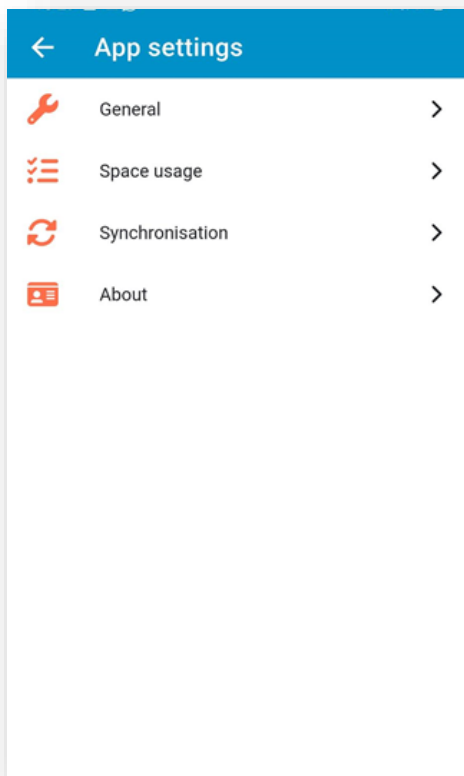 App settings
General
Space usage
Synchronisation
About